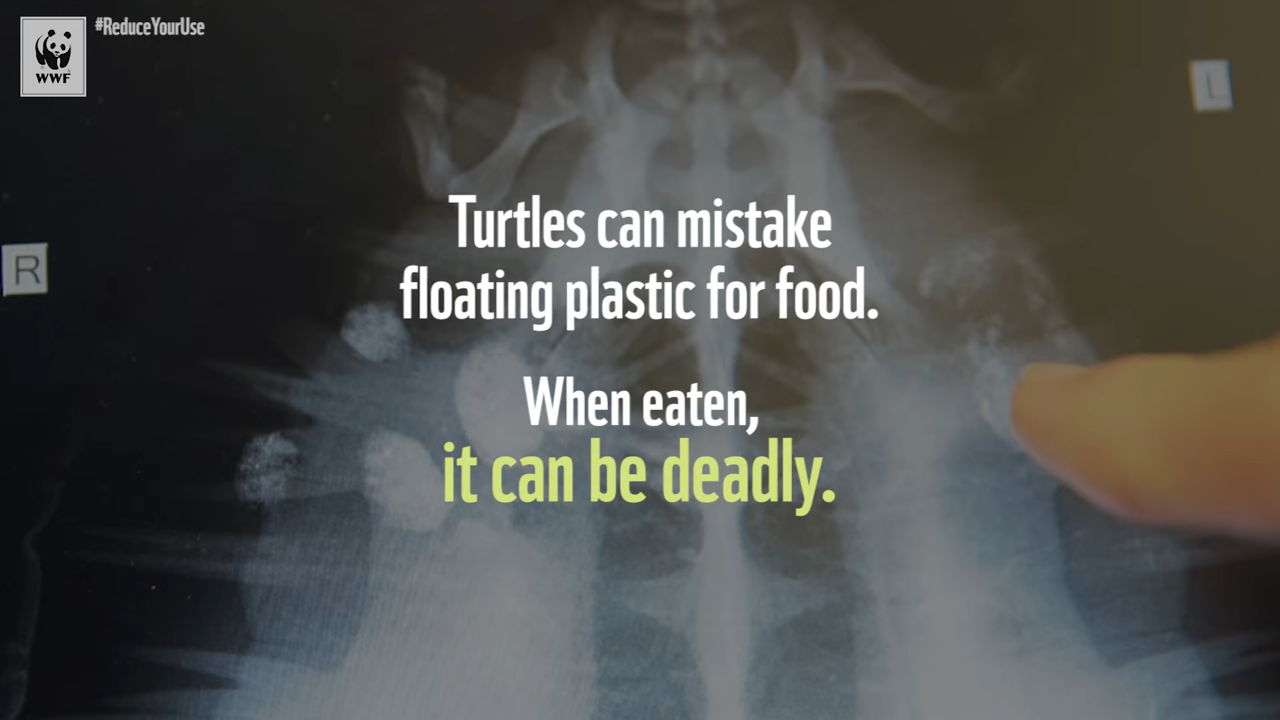 #ReduceYourUse
WWF
L
Turtles can mistake
floating plastic for food.
R
When eaten,
it can be deadly.